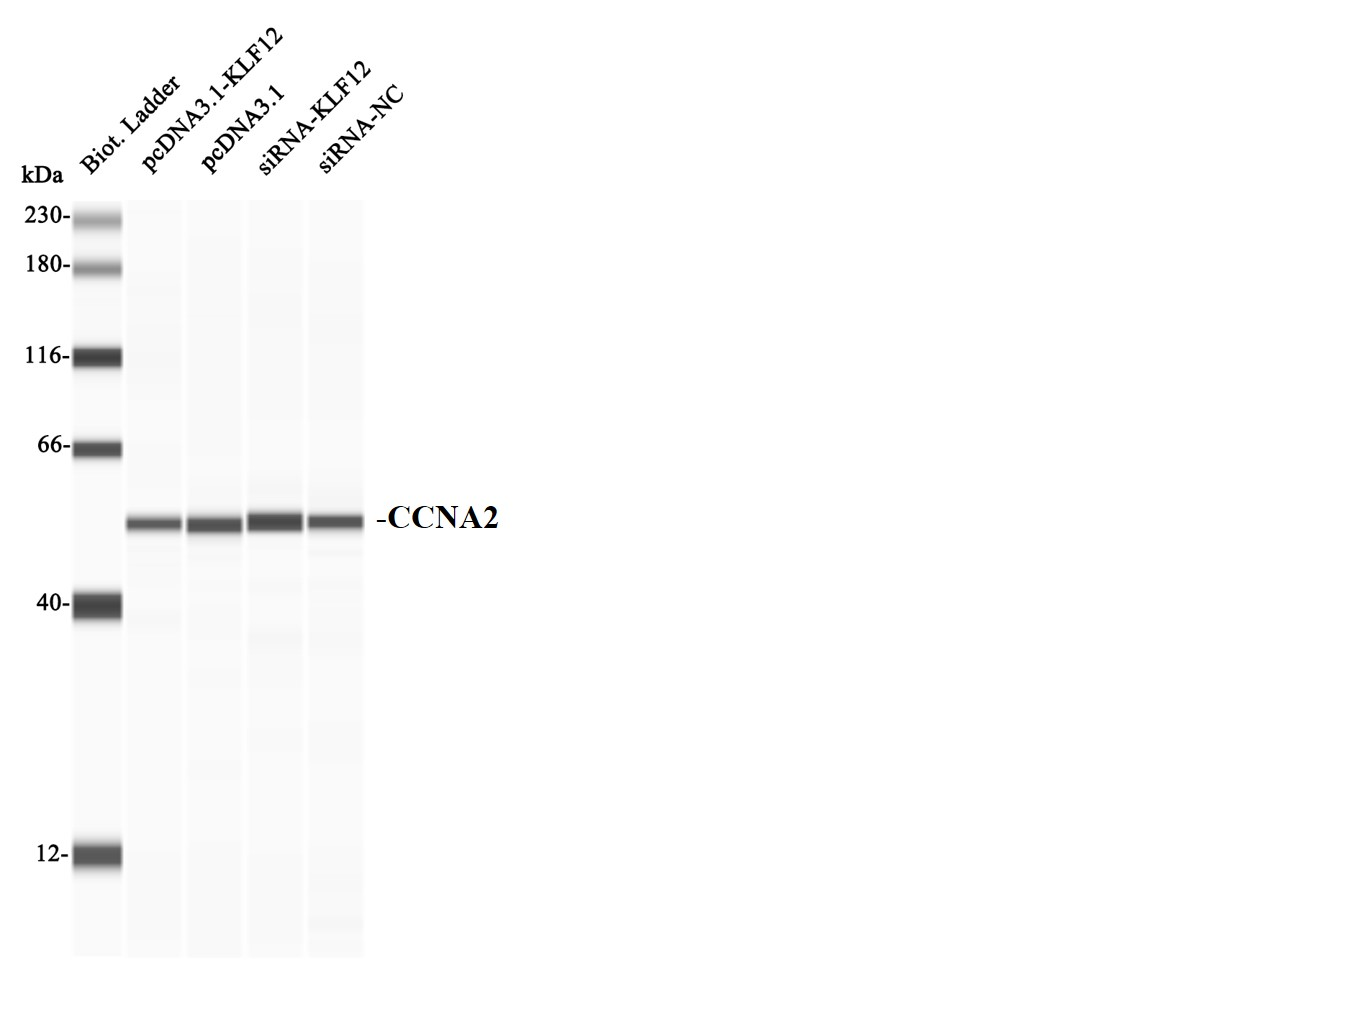 Biot. Ladder
pcDNA3.1-KLF12
pcDNA3.1
siRNA-KLF12
siRNA-NC
kDa
230-
180-
116-
66-
-CCNA2
40-
12-